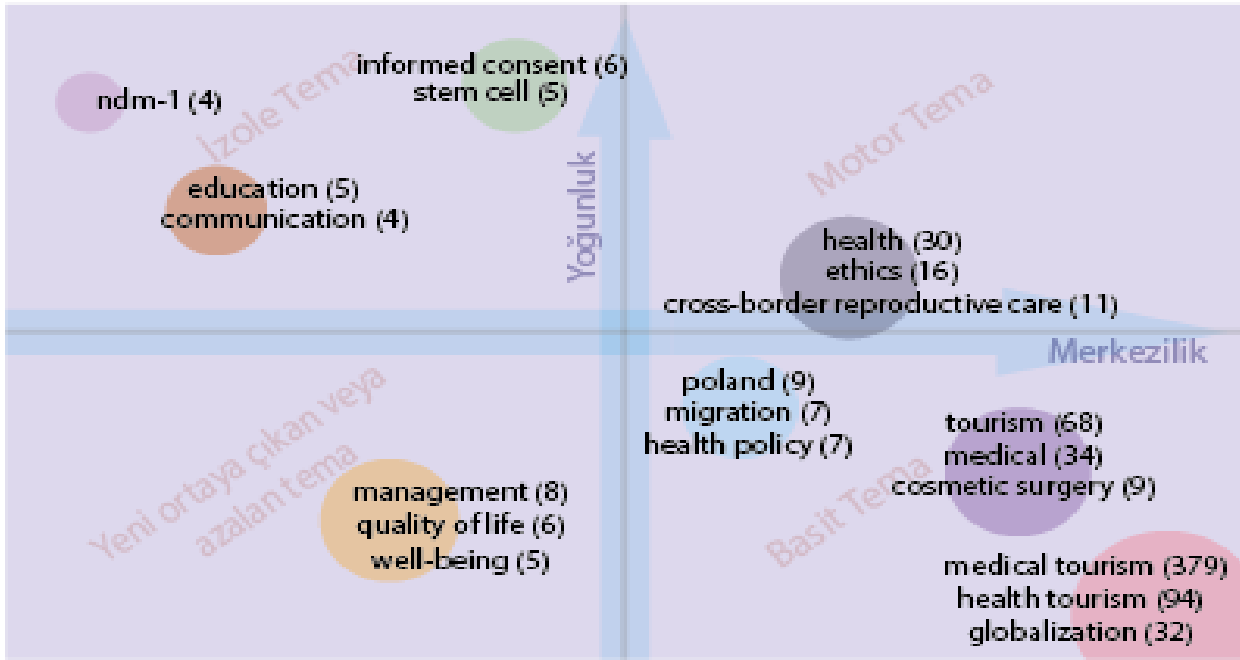 informed consent (6)
stem cell (5)
ndm-1 (4)
İzole Tema
education (5)
communication (4)
Yoğunluk
Motor Tema
health (30)
ethics (16)
cross-border reproductive care (11)
Merkezilik
poland (9)
migration (7)
health policy (7)
Yeni ortaya çıkan veya
azalan tema
management (8)
quality of life (6)
well-being (5)
Basit Tema
tourism (68)
medical (34)
cosmetic surgery (9)
medical tourism (379)
health tourism (94)
globalization (32)